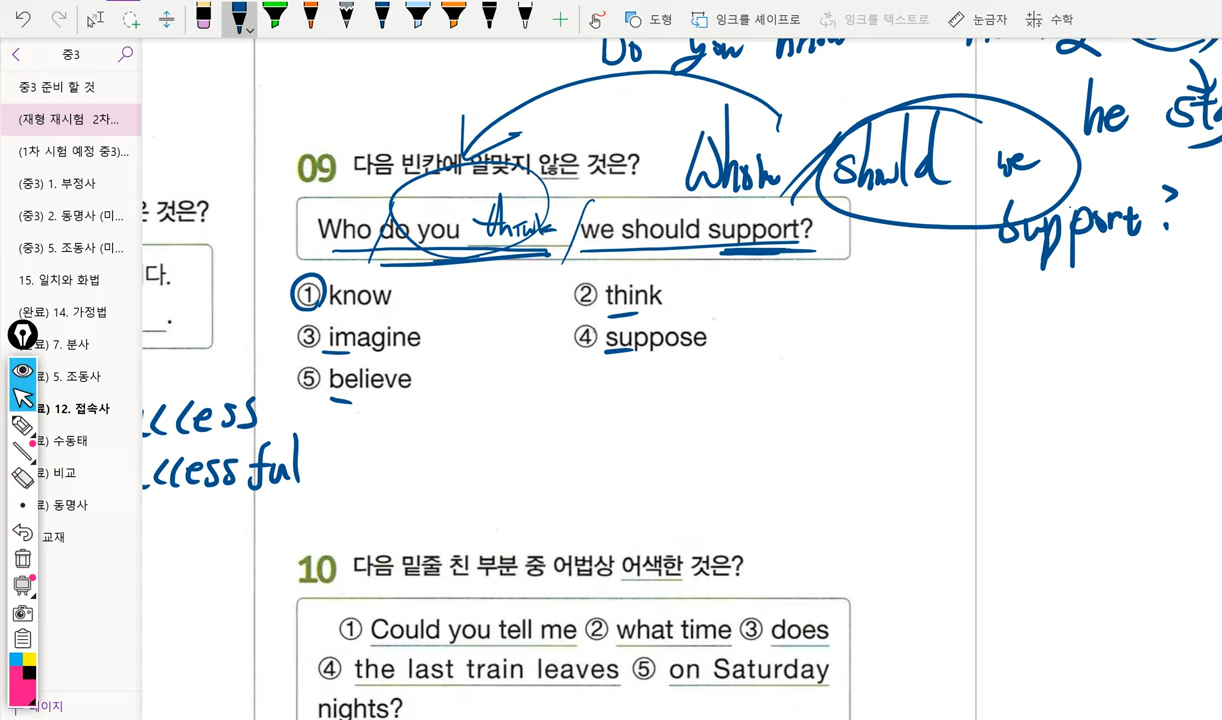 도형
잉크를 셰이프로
잉크를 텍스트로
눈금자
수학
중3
중3 준비 할 것
(재형 재시험 2차...
(1차 시험 예정 중3)...
(중3) 1. 부정사
(중3) 2. 동명사 (미...
(중3) 5. 조동사 (미...
15. 일치와 화법
(완료) 14. 가정법
료) 7. 분사
료) 5. 조동사
료) 12. 접속사
료) 수동태
료) 비교
료) 동명사
교재
페이지
은 것은?
다.
.
ccess
ccessful
Do you know
he
09 다음 빈칸에 알맞지 않은 것은?
Who do you think we should support?
① know
② think
③ imagine
④ suppose
⑤ believe
should we
support?
10 다음 밑줄 친 부분 중 어법상 어색한 것은?
① Could you tell me ② what time ③ does
④ the last train leaves ⑤ on Saturday
nights?